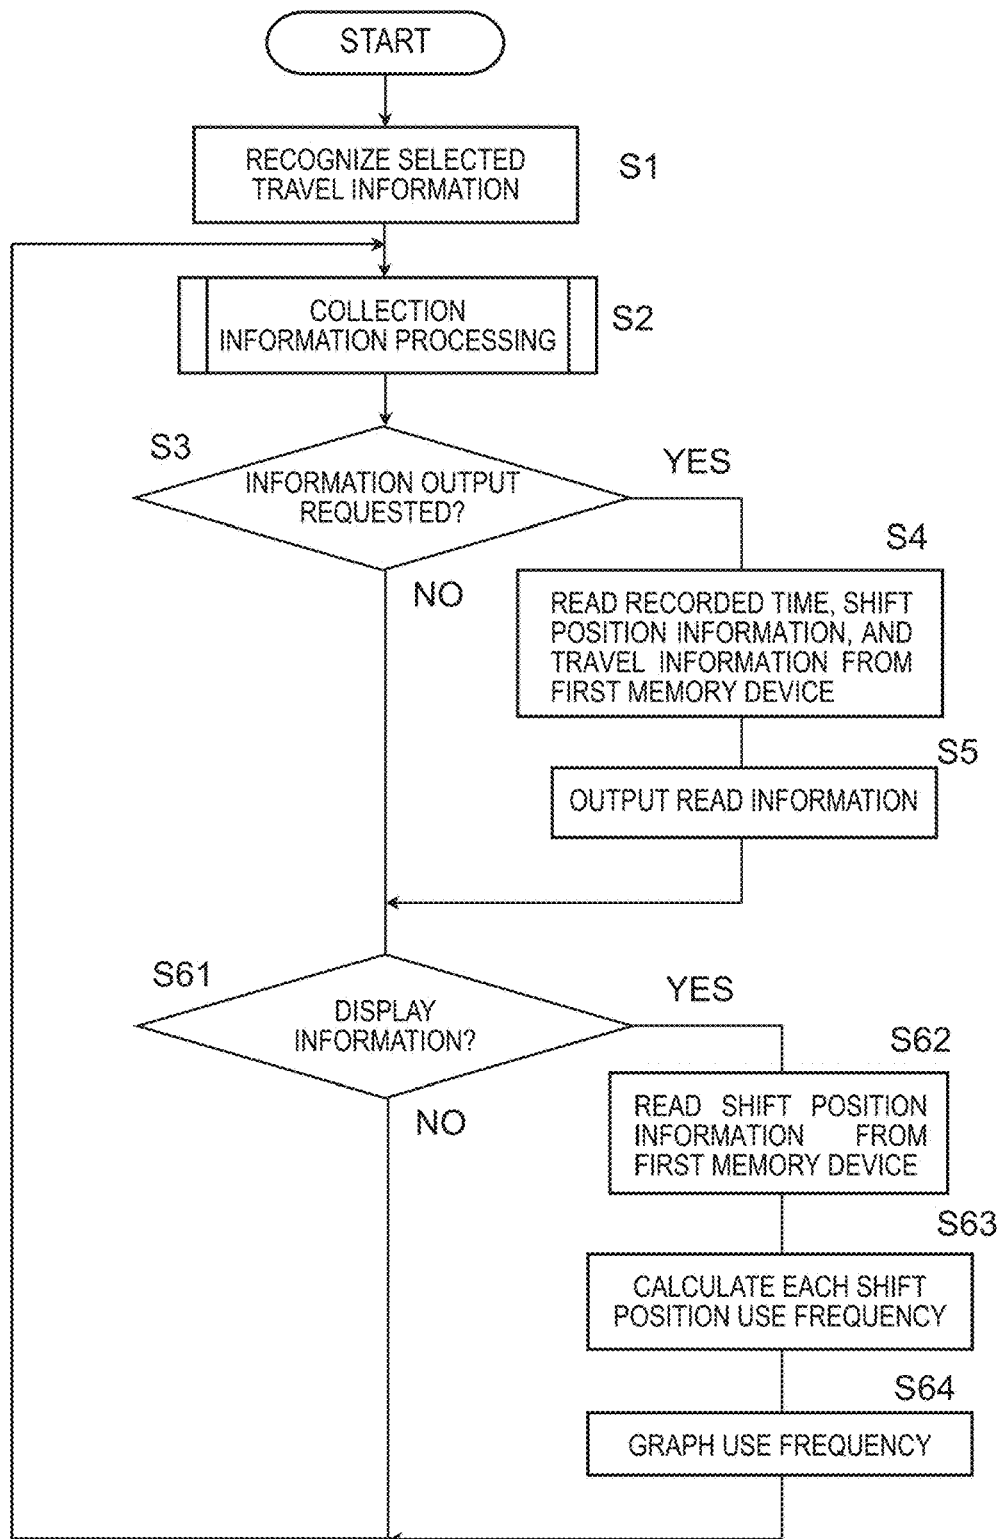 START
RECOGNIZE SELECTED
TRAVEL INFORMATION
S1
COLLECTION
INFORMATION PROCESSING
S2
S3
INFORMATION OUTPUT
REQUESTED?
YES
NO
S4
READ RECORDED TIME, SHIFT
POSITION INFORMATION, AND
TRAVEL INFORMATION FROM
FIRST MEMORY DEVICE
S5
OUTPUT READ INFORMATION
S61
DISPLAY
INFORMATION?
YES
NO
S62
READ SHIFT POSITION
INFORMATION FROM
FIRST MEMORY DEVICE
S63
CALCULATE EACH SHIFT
POSITION USE FREQUENCY
S64
GRAPH USE FREQUENCY